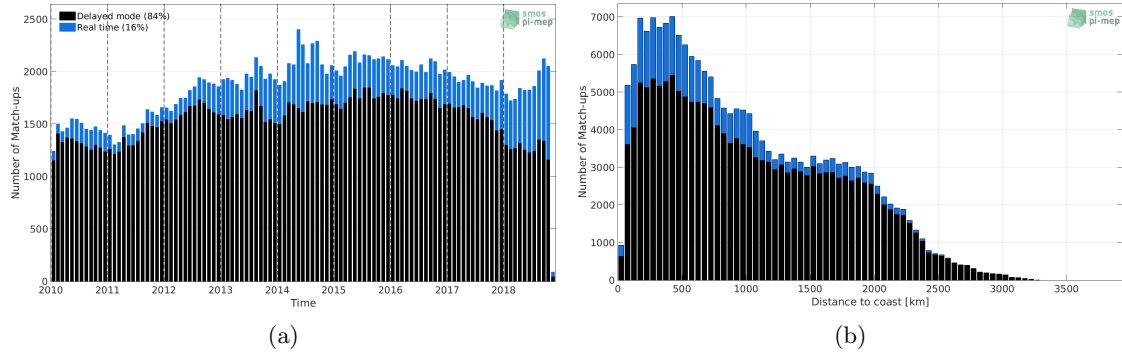 Delayed mode (84%)
Real time (16%)
smos
pi-mep
2500
2000
1500
1000
500
0
Number of Match-ups
2010 2011 2012 2013 2014 2015 2016 2017 2018
Time
(a)
smos
pi-mep
7000
6000
5000
4000
3000
2000
1000
0
Number of Match-ups
0 500 1000 1500 2000 2500 3000 3500
Distance to coast [km]
(b)